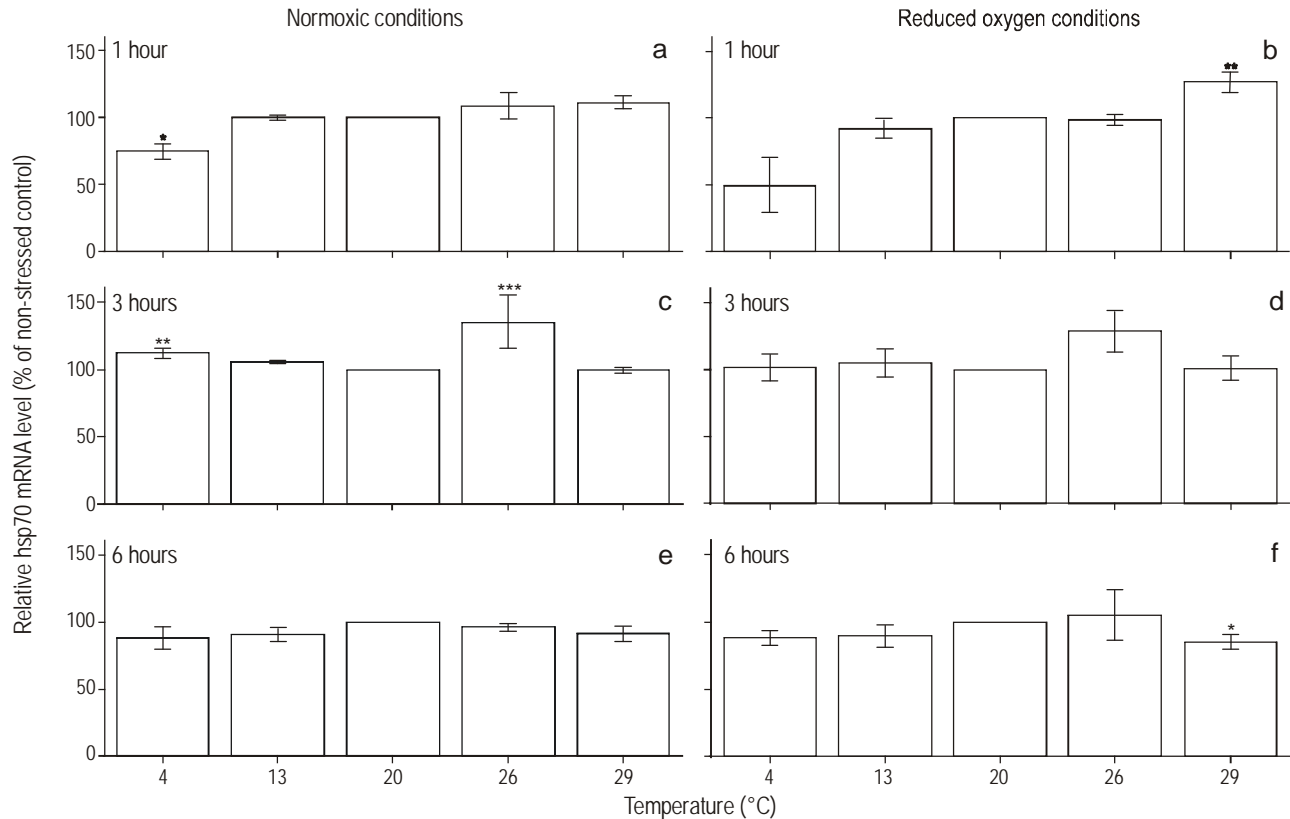 Normoxic conditions
Reduced oxygen conditions
Relative hsp70 mRNA level (% of non-stressed control)
150
100
50
0
1 hour
a
*
1 hour
b
**
150
100
50
0
3 hours
c
**
***
3 hours
d
150
100
50
0
6 hours
e
6 hours
f
*
4 13 20 26 29
4 13 20 26 29
Temperature (°C)